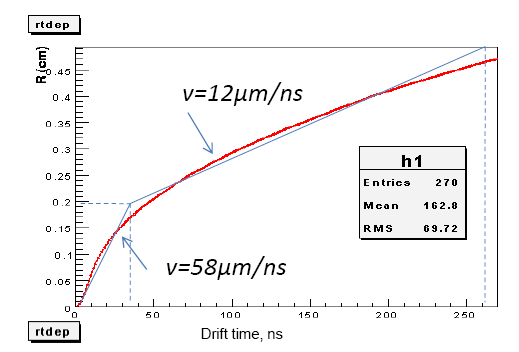 rtdep
R (cm)
0.45
0.4
0.35
0.3
0.25
0.2
0.15
0.1
0.05
0
0
50
100
150
200
250
v=12µm/ns
v=58µm/ns
h1
Entries 270
Mean 162.8
RMS 69.72
rtdep
Drift time, ns